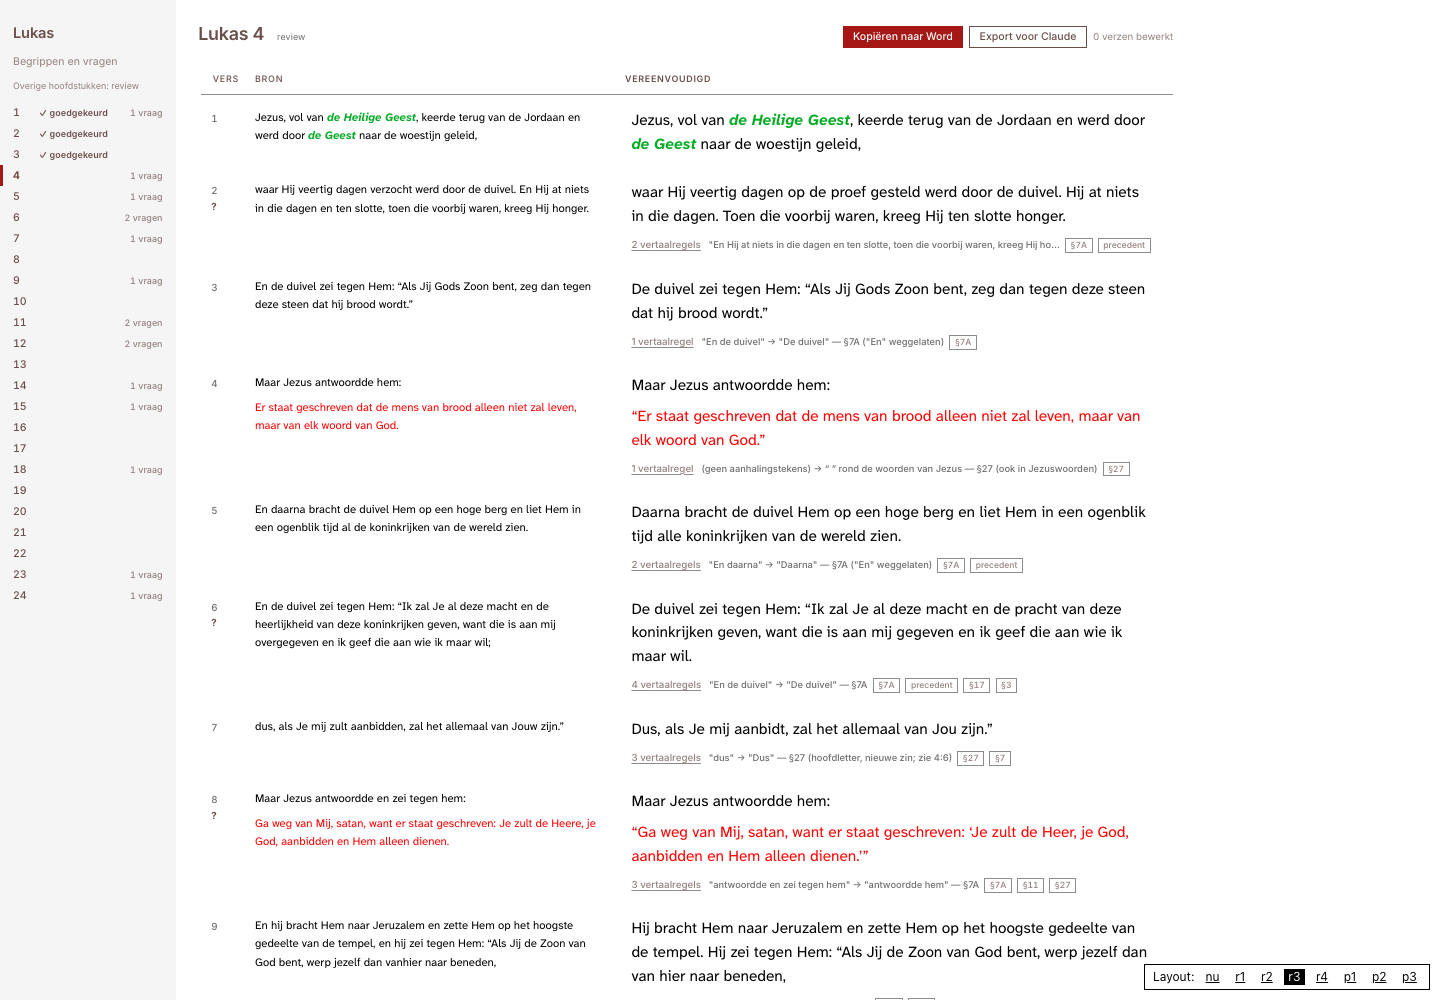 Lukas
Begrippen en vragen
Overige hoofdstukken: review
1 ✓ goedgekeurd 1 vraag
2 ✓ goedgekeurd
3 ✓ goedgekeurd
4 1 vraag
5 1 vraag
6 2 vragen
7 1 vraag
8
9 1 vraag
10
11 2 vragen
12 2 vragen
13
14 1 vraag
15 1 vraag
16
17
18 1 vraag
19
20
21
22
23 1 vraag
24 1 vraag
Lukas 4 review
Kopiëren naar Word Export voor Claude 0 verzen bewerkt
VERS BRON VEREENVOUDIGD
1
Jezus, vol van de Heilige Geest, keerde terug van de Jordaan en
werd door de Geest naar de woestijn geleid,
Jezus, vol van de Heilige Geest, keerde terug van de Jordaan en werd door
de Geest naar de woestijn geleid,
2
?
waar Hij veertig dagen verzocht werd door de duivel. En Hij at niets
in die dagen en ten slotte, toen die voorbij waren, kreeg Hij honger.
waar Hij veertig dagen op de proef gesteld werd door de duivel. Hij at niets
in die dagen. Toen die voorbij waren, kreeg Hij ten slotte honger.
2 vertaalregels "En Hij at niets in die dagen en ten slotte, toen die voorbij waren, kreeg Hij ho... §7A precedent
3
En de duivel zei tegen Hem: “Als Jij Gods Zoon bent, zeg dan tegen
deze steen dat hij brood wordt.”
De duivel zei tegen Hem: “Als Jij Gods Zoon bent, zeg dan tegen deze steen
dat hij brood wordt.”
1 vertaalregel "En de duivel" → "De duivel" — §7A ("En" weggelaten) §7A
4
Maar Jezus antwoordde hem:
Er staat geschreven dat de mens van brood alleen niet zal leven,
maar van elk woord van God.
Maar Jezus antwoordde hem:
“Er staat geschreven dat de mens van brood alleen niet zal leven, maar van
elk woord van God.”
1 vertaalregel (geen aanhalingstekens) → “ ” rond de woorden van Jezus — §27 (ook in Jezuswoorden) §27
5
En daarna bracht de duivel Hem op een hoge berg en liet Hem in
een ogenblik tijd al de koninkrijken van de wereld zien.
Daarna bracht de duivel Hem op een hoge berg en liet Hem in een ogenblik
tijd alle koninkrijken van de wereld zien.
2 vertaalregels "En daarna" → "Daarna" — §7A ("En" weggelaten) §7A precedent
6
?
En de duivel zei tegen Hem: “Ik zal Je al deze macht en de
heerlijkheid van deze koninkrijken geven, want die is aan mij
overgegeven en ik geef die aan wie ik maar wil;
De duivel zei tegen Hem: “Ik zal Je al deze macht en de pracht van deze
koninkrijken geven, want die is aan mij gegeven en ik geef die aan wie ik
maar wil.
4 vertaalregels "En de duivel" → "De duivel" — §7A §7A precedent §17 §3
7
dus, als Je mij zult aanbidden, zal het allemaal van Jouw zijn.”
Dus, als Je mij aanbidt, zal het allemaal van Jou zijn.”
3 vertaalregels "dus" → "Dus" — §27 (hoofdletter, nieuwe zin; zie 4:6) §27 §7
8
?
Maar Jezus antwoordde en zei tegen hem:
Ga weg van Mij, satan, want er staat geschreven: Je zult de Heere, je
God, aanbidden en Hem alleen dienen.
Maar Jezus antwoordde hem:
“Ga weg van Mij, satan, want er staat geschreven: ‘Je zult de Heer, je God,
aanbidden en Hem alleen dienen.’”
3 vertaalregels "antwoordde en zei tegen hem" → "antwoordde hem" — §7A §7A §11 §27
9
En hij bracht Hem naar Jeruzalem en zette Hem op het hoogste
gedeelte van de tempel, en hij zei tegen Hem: “Als Jij de Zoon van
God bent, werp jezelf dan vanhier naar beneden,
Hij bracht Hem naar Jeruzalem en zette Hem op het hoogste gedeelte van
de tempel. Hij zei tegen Hem: “Als Jij de Zoon van God bent, werp jezelf dan
van hier naar beneden,
Layout: nu r1 r2 r3 r4 p1 p2 p3